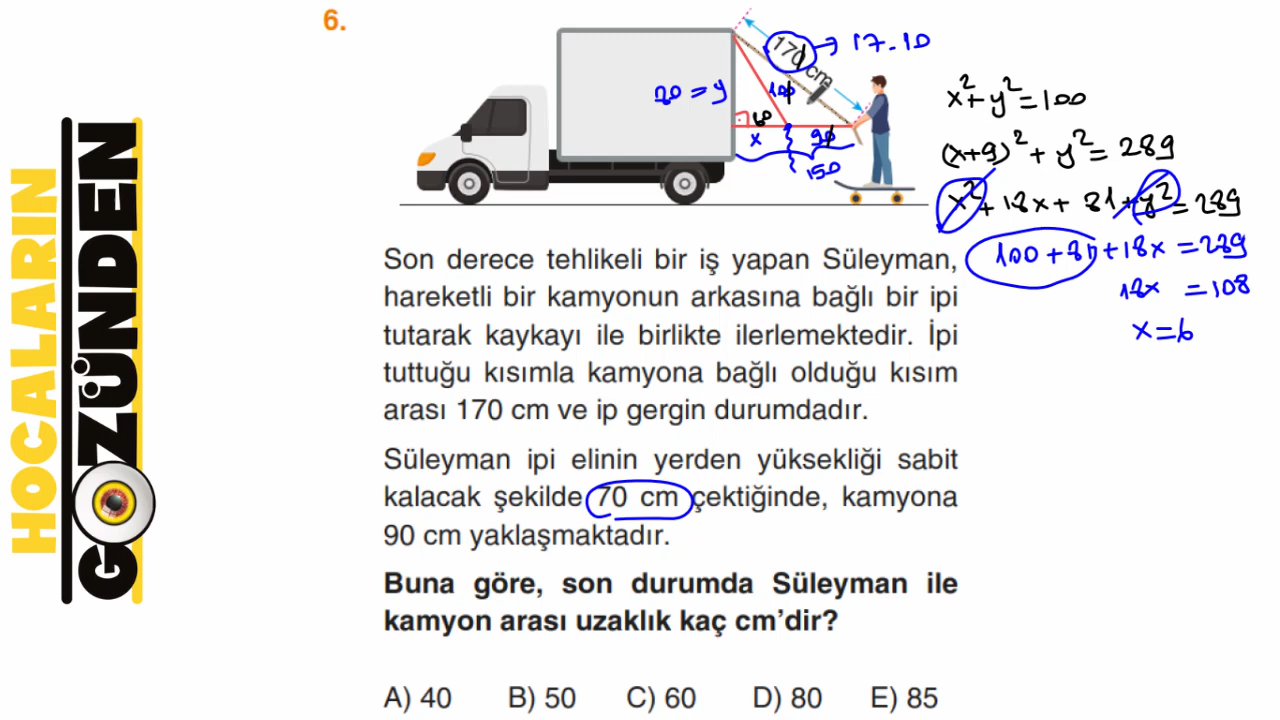 HOCALARIN
GÖZÜNDEN
6.
170 cm → 17.10
80 = y
100
60
x
90
150
x² + y² = 100
(x+9)² + y² = 289
x² + 18x + 81 + y² = 289
100 + 81 + 18x = 289
18x = 108
x = 6
Son derece tehlikeli bir iş yapan Süleyman,
hareketli bir kamyonun arkasına bağlı bir ipi
tutarak kaykayı ile birlikte ilerlemektedir. İpi
tuttuğu kısımla kamyona bağlı olduğu kısım
arası 170 cm ve ip gergin durumdadır.
Süleyman ipi elinin yerden yüksekliği sabit
kalacak şekilde 70 cm çektiğinde, kamyona
90 cm yaklaşmaktadır.
Buna göre, son durumda Süleyman ile
kamyon arası uzaklık kaç cm'dir?
A) 40 B) 50 C) 60 D) 80 E) 85